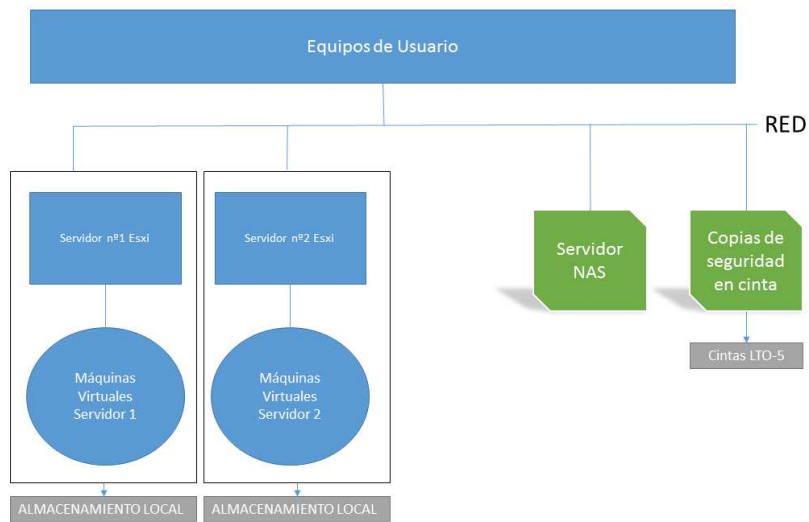 Equipos de Usuario
RED
Servidor nº1 Esxi
Servidor nº2 Esxi
Servidor
NAS
Copias de
seguridad
en cinta
Cintas LTO-5
Máquinas
Virtuales
Servidor 1
Máquinas
Virtuales
Servidor 2
ALMACENAMIENTO LOCAL
ALMACENAMIENTO LOCAL